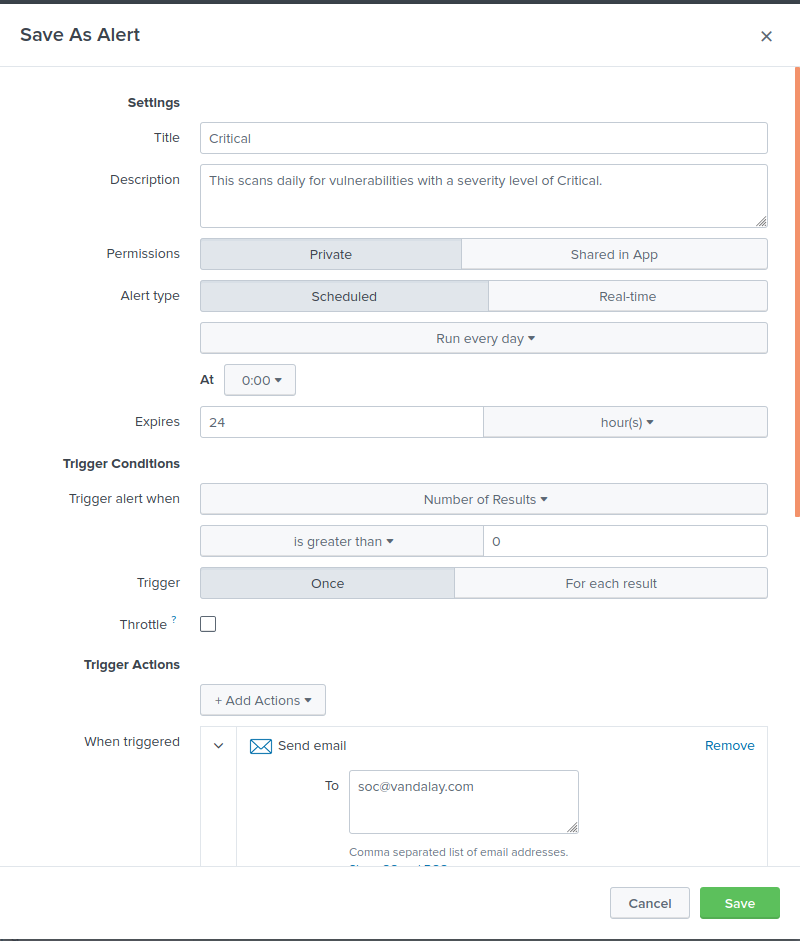 Save As Alert
Settings
Title Critical
Description This scans daily for vulnerabilities with a severity level of Critical.
Permissions Private Shared in App
Alert type Scheduled Real-time
Run every day
At 0:00
Expires 24 hour(s)
Trigger Conditions
Trigger alert when Number of Results
is greater than 0
Trigger Once For each result
Throttle ?
Trigger Actions
+ Add Actions
When triggered Send email Remove
To soc@vandalay.com
Comma separated list of email addresses.
Cancel Save